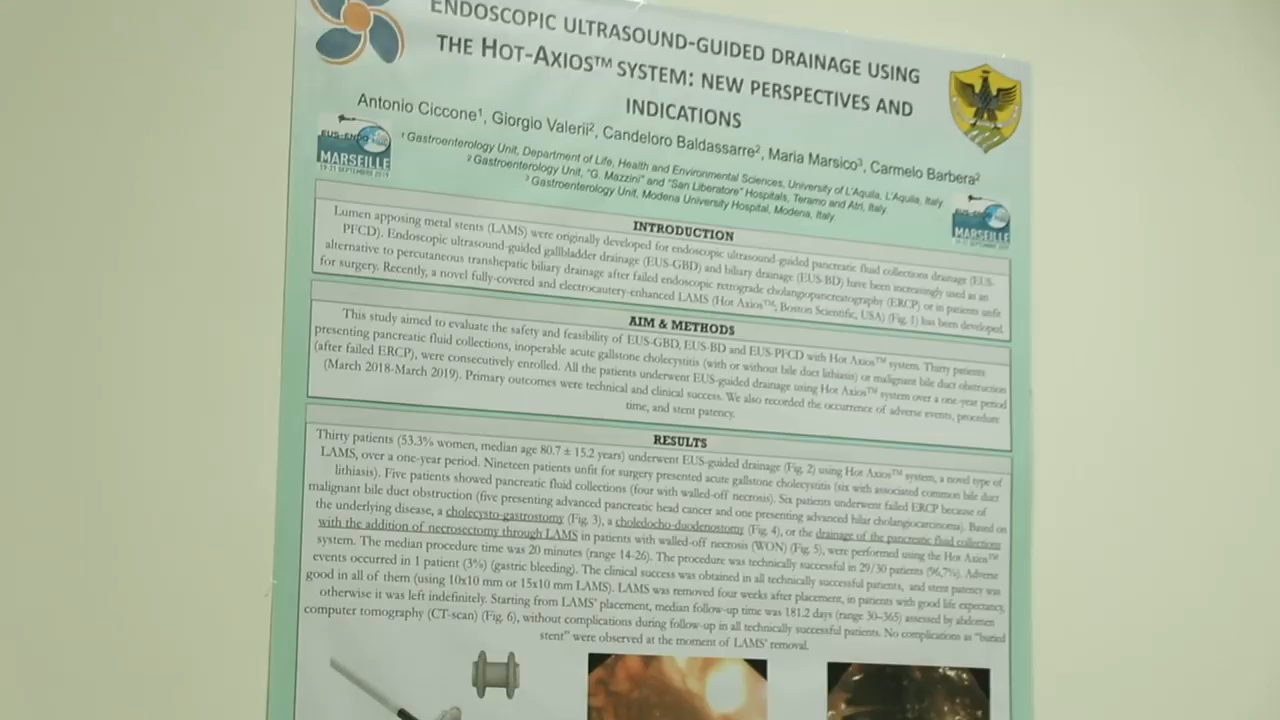 ENDOSCOPIC ULTRASOUND-GUIDED DRAINAGE USING
THE HOT-AXIOS™ SYSTEM: NEW PERSPECTIVES AND
INDICATIONS
Antonio Ciccone¹, Giorgio Valerii², Candeloro Baldassarre², Maria Marsico³, Carmelo Barbera²
¹ Gastroenterology Unit, Department of Life, Health and Environmental Sciences, University of L'Aquila, L'Aquila, Italy
² Gastroenterology Unit, "G. Mazzini" and "San Liberatore" Hospitals, Teramo and Atri, Italy.
³ Gastroenterology Unit, Modena University Hospital, Modena, Italy.
EUS-ENDO
MARSEILLE
19-21 SEPTEMBRE 2019
EUS-ENDO
MARSEILLE
INTRODUCTION
Lumen apposing metal stents (LAMS) were originally developed for endoscopic ultrasound-guided pancreatic fluid collections drainage (EUS-
PFCD). Endoscopic ultrasound-guided gallbladder drainage (EUS-GBD) and biliary drainage (EUS-BD) have been increasingly used as an
alternative to percutaneous transhepatic biliary drainage after failed endoscopic retrograde cholangiopancreatography (ERCP) or in patients unfit
for surgery. Recently, a novel fully-covered and electrocautery-enhanced LAMS (Hot Axios™, Boston Scientific, USA) (Fig. 1) has been developed.
AIM & METHODS
This study aimed to evaluate the safety and feasibility of EUS-GBD, EUS-BD and EUS-PFCD with Hot Axios™ system. Thirty patients
presenting pancreatic fluid collections, inoperable acute gallstone cholecystitis (with or without bile duct lithiasis) or malignant bile duct obstruction
(after failed ERCP), were consecutively enrolled. All the patients underwent EUS-guided drainage using Hot Axios™ system over a one-year period
(March 2018-March 2019). Primary outcomes were technical and clinical success. We also recorded the occurrence of adverse events, procedure
time, and stent patency.
RESULTS
Thirty patients (53.3% women, median age 80.7 ± 15.2 years) underwent EUS-guided drainage (Fig. 2) using Hot Axios™ system, a novel type of
LAMS, over a one-year period. Nineteen patients unfit for surgery presented acute gallstone cholecystitis (six with associated common bile duct
lithiasis). Five patients showed pancreatic fluid collections (four with walled-off necrosis). Six patients underwent failed ERCP because of
malignant bile duct obstruction (five presenting advanced pancreatic head cancer and one presenting advanced hilar cholangiocarcinoma). Based on
the underlying disease, a cholecysto-gastrostomy (Fig. 3), a choledocho-duodenostomy (Fig. 4), or the drainage of the pancreatic fluid collections
with the addition of necrosectomy through LAMS in patients with walled-off necrosis (WON) (Fig. 5), were performed using the Hot Axios™
system. The median procedure time was 20 minutes (range 14-26). The procedure was technically successful in 29/30 patients (96,7%). Adverse
events occurred in 1 patient (3%) (gastric bleeding). The clinical success was obtained in all technically successful patients, and stent patency was
good in all of them (using 10x10 mm or 15x10 mm LAMS). LAMS was removed four weeks after placement, in patients with good life expectancy,
otherwise it was left indefinitely. Starting from LAMS' placement, median follow-up time was 181.2 days (range 30–365) assessed by abdomen
computer tomography (CT-scan) (Fig. 6), without complications during follow-up in all technically successful patients. No complications as "buried
stent" were observed at the moment of LAMS' removal.